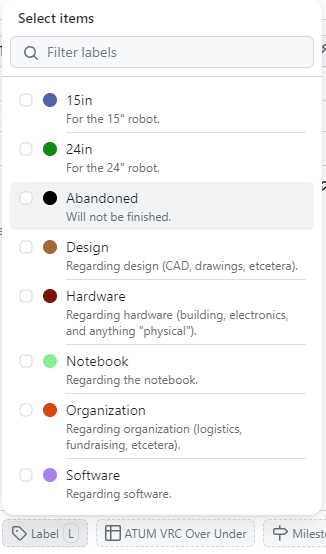 Select items
Filter labels
15in
For the 15" robot.
24in
For the 24" robot.
Abandoned
Will not be finished.
Design
Regarding design (CAD, drawings, etcetera).
Hardware
Regarding hardware (building, electronics,
and anything "physical").
Notebook
Regarding the notebook.
Organization
Regarding organization (logistics,
fundraising, etcetera).
Software
Regarding software.
Label L ATUM VRC Over Under Milest